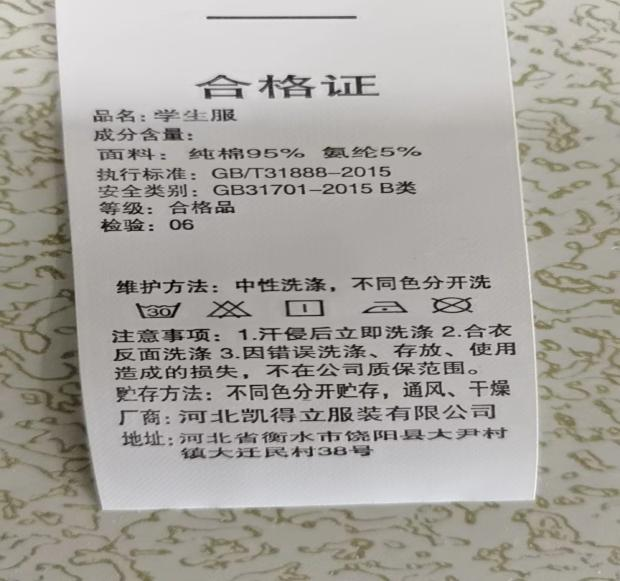 合格证
品名：学生服
成分含量：
面料： 纯棉95% 氨纶5%
执行标准：GB/T31888-2015
安全类别：GB31701-2015 B类
等级：合格品
检验：06
维护方法：中性洗涤，不同色分开洗
30
注意事项：1.汗侵后立即洗涤 2.合衣
反面洗涤 3.因错误洗涤、存放、使用
造成的损失，不在公司质保范围。
贮存方法：不同色分开贮存，通风、干燥
厂商：河北凯得立服装有限公司
地址：河北省衡水市饶阳县大尹村
镇大迁民村38号